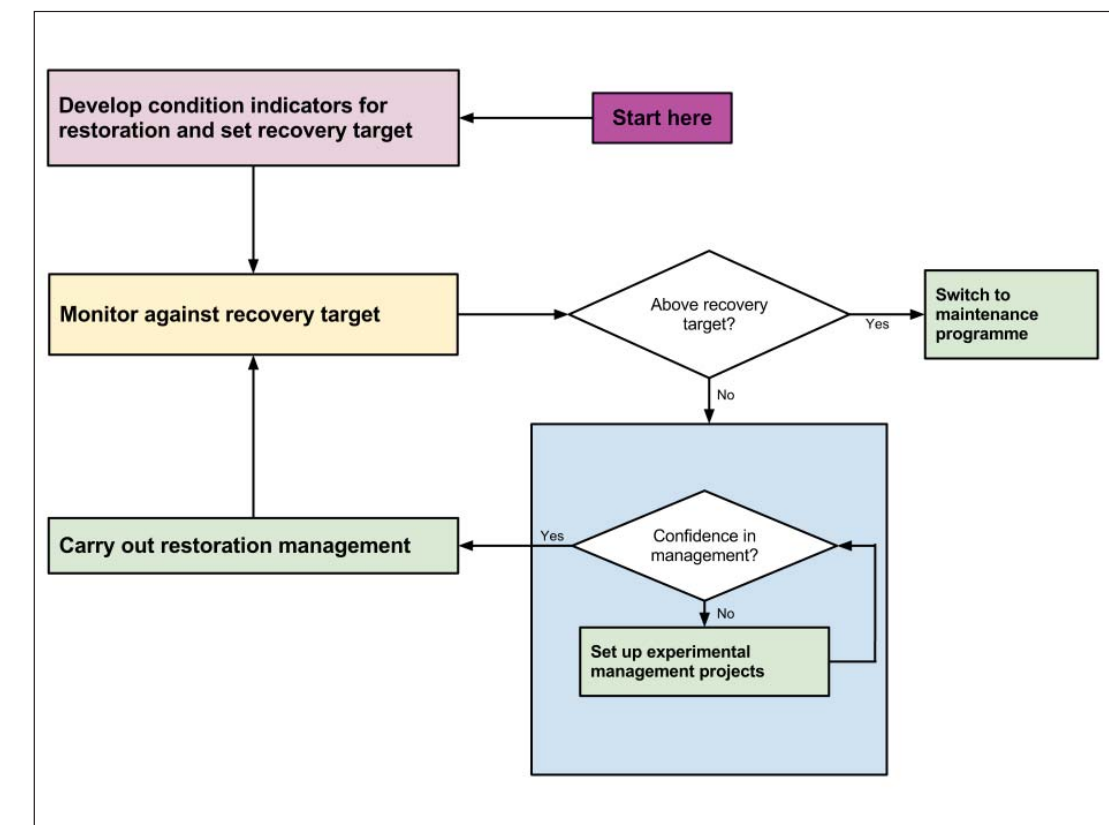 Develop condition indicators for
restoration and set recovery target
Start here
Monitor against recovery target
Above recovery
target?
Yes
Switch to
maintenance
programme
No
Carry out restoration management
Yes
Confidence in
management?
No
Set up experimental
management projects